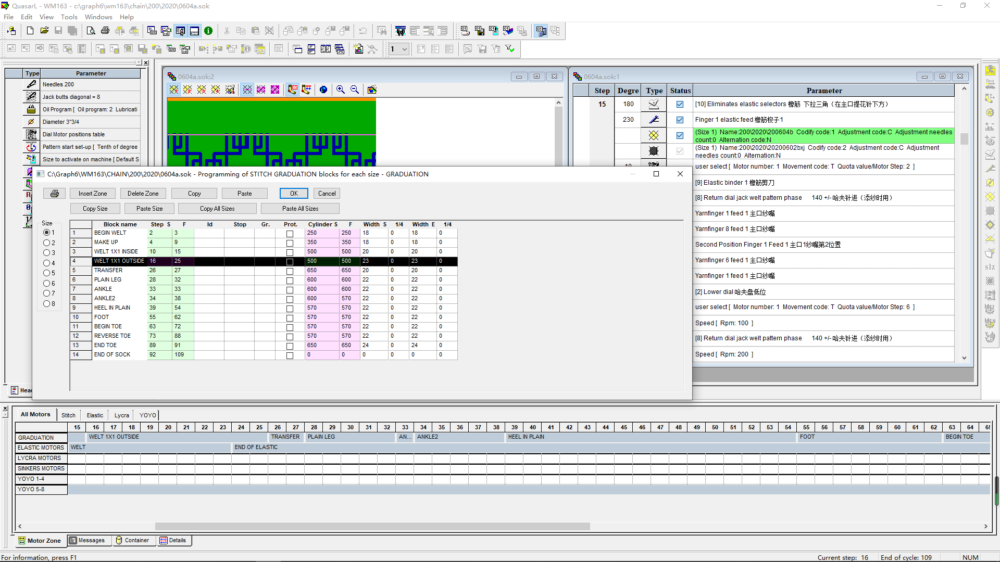 QuasarL - WM163 - c:\graph6\wm163\chain\200\2020\0604a.sok
File Edit View Tools Windows Help
1
Type Parameter
Needles 200
Jack butts diagonal = 8
Oil Program [ Oil program: 2 Lubricati
Diameter 3"3/4
Dial Motor positions table
Pattern start set-up [ Tenth of degree
Size to activate on machine [ Default S
Head
0604a.sok:2
0604a.sok:1
Step Degre Type Status Parameter
15 180 [10] Eliminates elastic selectors 橡筋 下拉三角（在主口提花针下方）
230 Finger 1 elastic feed 橡筋梭子1
(Size 1) Name:200\2020\200604b Codify code:1 Adjustment code:C Adjustment needles count:0 Alternation code:N
(Size 1) Name:200\2020\20200602bxj Codify code:2 Adjustment code:C Adjustment needles count:0 Alternation:N
user select [ Motor number: 1 Movement code: T Quota value/Motor Step: 2 ]
[9] Elastic binder 1 橡筋剪刀
[8] Return dial jack welt pattern phase 140 +/- 哈夫针进（添纱时用）
Yarnfinger 1 feed 1 主口纱嘴
Yarnfinger 8 feed 1 主口纱嘴
Second Position Finger 1 Feed 1 主口1纱嘴第2位置
Yarnfinger 6 feed 1 主口纱嘴
Yarnfinger 1 feed 1 主口纱嘴
[2] Lower dial 哈夫盘低位
user select [ Motor number: 1 Movement code: T Quota value/Motor Step: 6 ]
Speed [ Rpm: 100 ]
[8] Return dial jack welt pattern phase 140 +/- 哈夫针进（添纱时用）
Speed [ Rpm: 200 ]
C:\Graph6\WM163\CHAIN\200\2020\0604a.sok - Programming of STITCH GRADUATION blocks for each size - GRADUATION
Insert Zone Delete Zone Copy Paste OK Cancel
Copy Size Paste Size Copy All Sizes Paste All Sizes
Size
1
2
3
4
5
6
7
8
Block name Step S F Id Stop Gr. Prot. Cylinder S F Width S 1/4 Width E 1/4
1 BEGIN WELT 2 3 250 250 18 0 18 0
2 MAKE UP 4 9 350 350 18 0 18 0
3 WELT 1X1 INSIDE 10 15 500 500 20 0 20 0
4 WELT 1X1 OUTSIDE 16 25 500 500 23 0 23 0
5 TRANSFER 26 27 650 650 20 0 20 0
6 PLAIN LEG 28 32 600 600 22 0 22 0
7 ANKLE 33 33 600 600 22 0 22 0
8 ANKLE2 34 38 600 570 22 0 22 0
9 HEEL IN PLAIN 39 54 570 570 22 0 22 0
10 FOOT 55 62 570 570 22 0 22 0
11 BEGIN TOE 63 72 570 570 22 0 22 0
12 REVERSE TOE 73 88 570 570 22 0 22 0
13 END TOE 89 91 650 650 24 0 24 0
14 END OF SOCK 92 109 0 0 0 0 0 0
All Motors Stitch Elastic Lycra YOYO
15 16 17 18 19 20 21 22 23 24 25 26 27 28 29 30 31 32 33 34 35 36 37 38 39 40 41 42 43 44 45 46 47 48 49 50 51 52 53 54 55 56 57 58 59 60 61 62 63 64 65
GRADUATION WELT 1X1 OUTSIDE TRANSFER PLAIN LEG AN... ANKLE2 HEEL IN PLAIN FOOT BEGIN TOE
ELASTIC MOTORS WELT END OF ELASTIC
LYCRA MOTORS
SINKERS MOTORS
YOYO 1-4
YOYO 5-8
Motor Zone Messages Container Details
For information, press F1 Current step: 16 End of cycle: 109 NUM